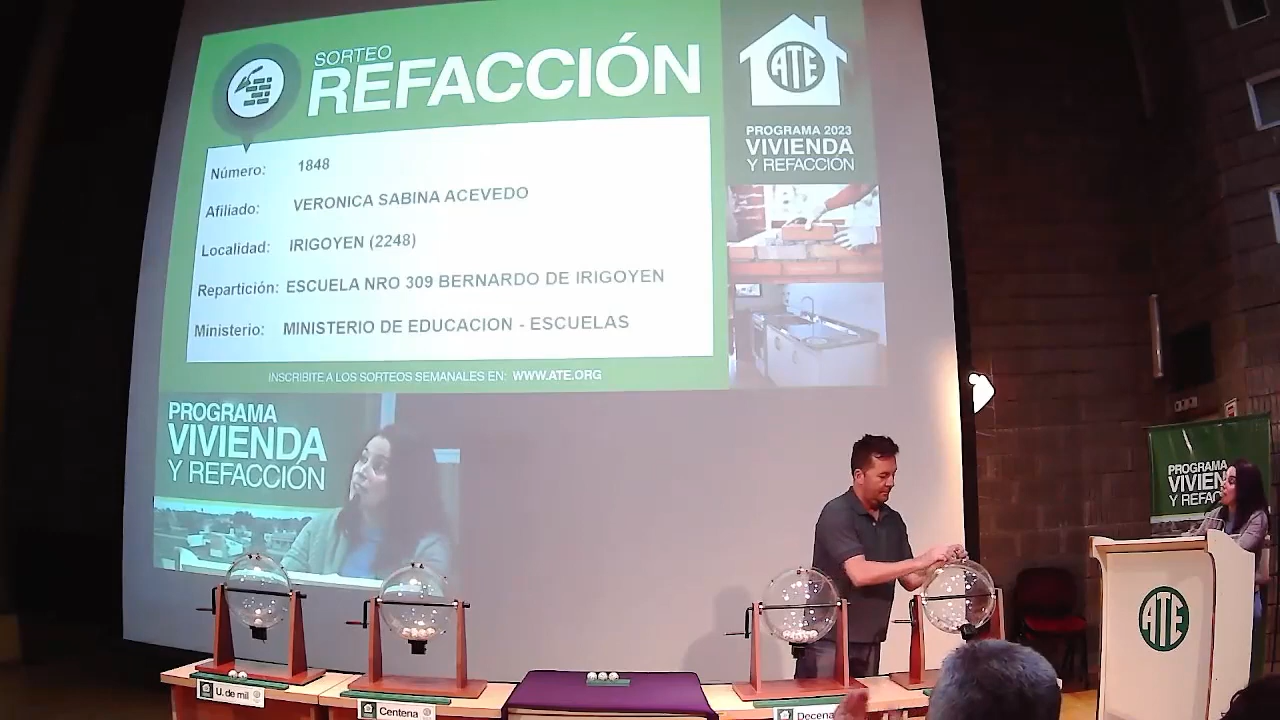 SORTEO
REFACCIÓN
Número: 1848
Afiliado: VERONICA SABINA ACEVEDO
Localidad: IRIGOYEN (2248)
Repartición: ESCUELA NRO 309 BERNARDO DE IRIGOYEN
Ministerio: MINISTERIO DE EDUCACION - ESCUELAS
INSCRIBITE A LOS SORTEOS SEMANALES EN: WWW.ATE.ORG
ATE
PROGRAMA 2023
VIVIENDA
Y REFACCION
PROGRAMA
VIVIENDA
Y REFACCIÓN
PROGRAMA
VIVIEN
Y REFAC
ATE
U. de mil
Centena
Decena